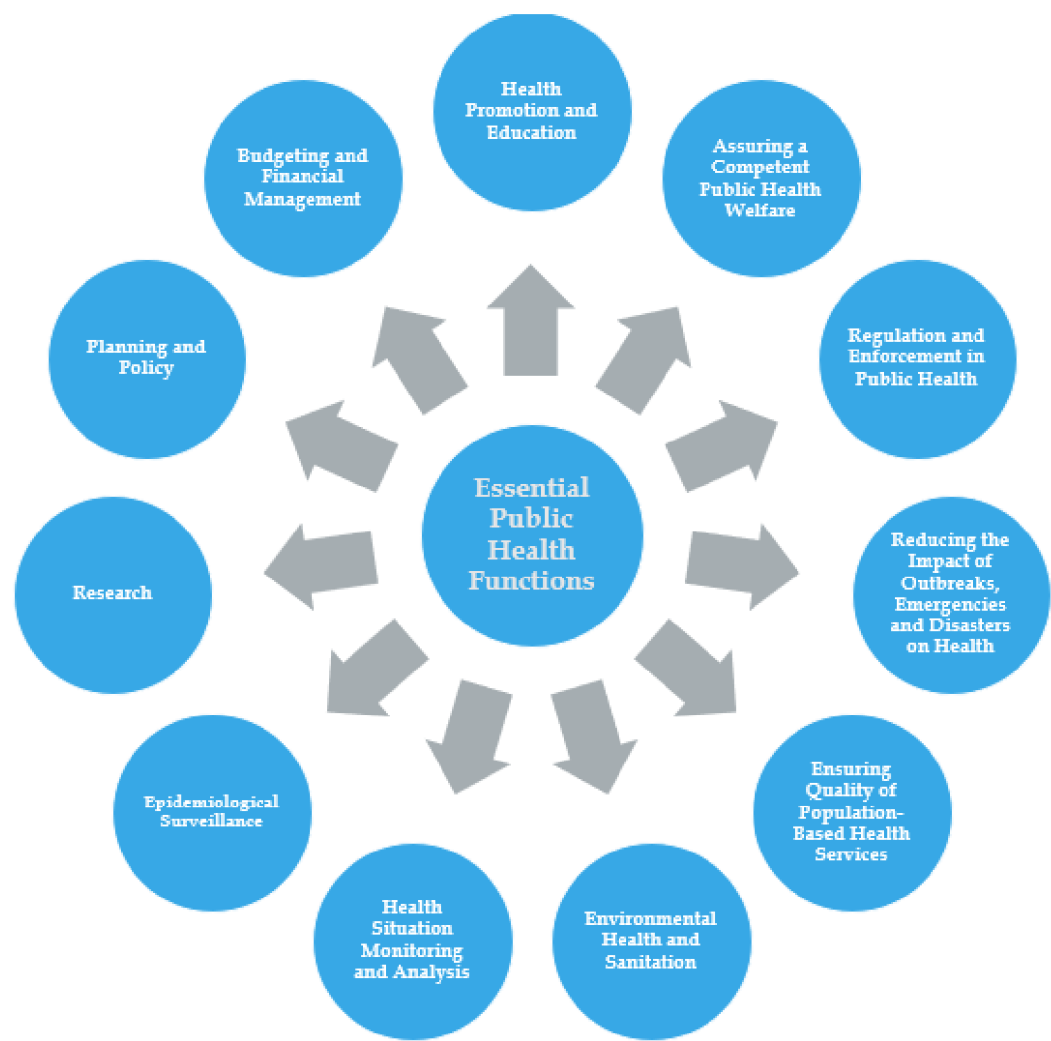 Health
Promotion and
Education
Assuring a
Competent
Public Health
Welfare
Regulation and
Enforcement in
Public Health
Reducing the
Impact of
Outbreaks,
Emergencies
and Disasters
on Health
Ensuring
Quality of
Population-
Based Health
Services
Environmental
Health and
Sanitation
Health
Situation
Monitoring
and Analysis
Epidemiological
Surveillance
Research
Planning and
Policy
Budgeting and
Financial
Management
Essential
Public
Health
Functions